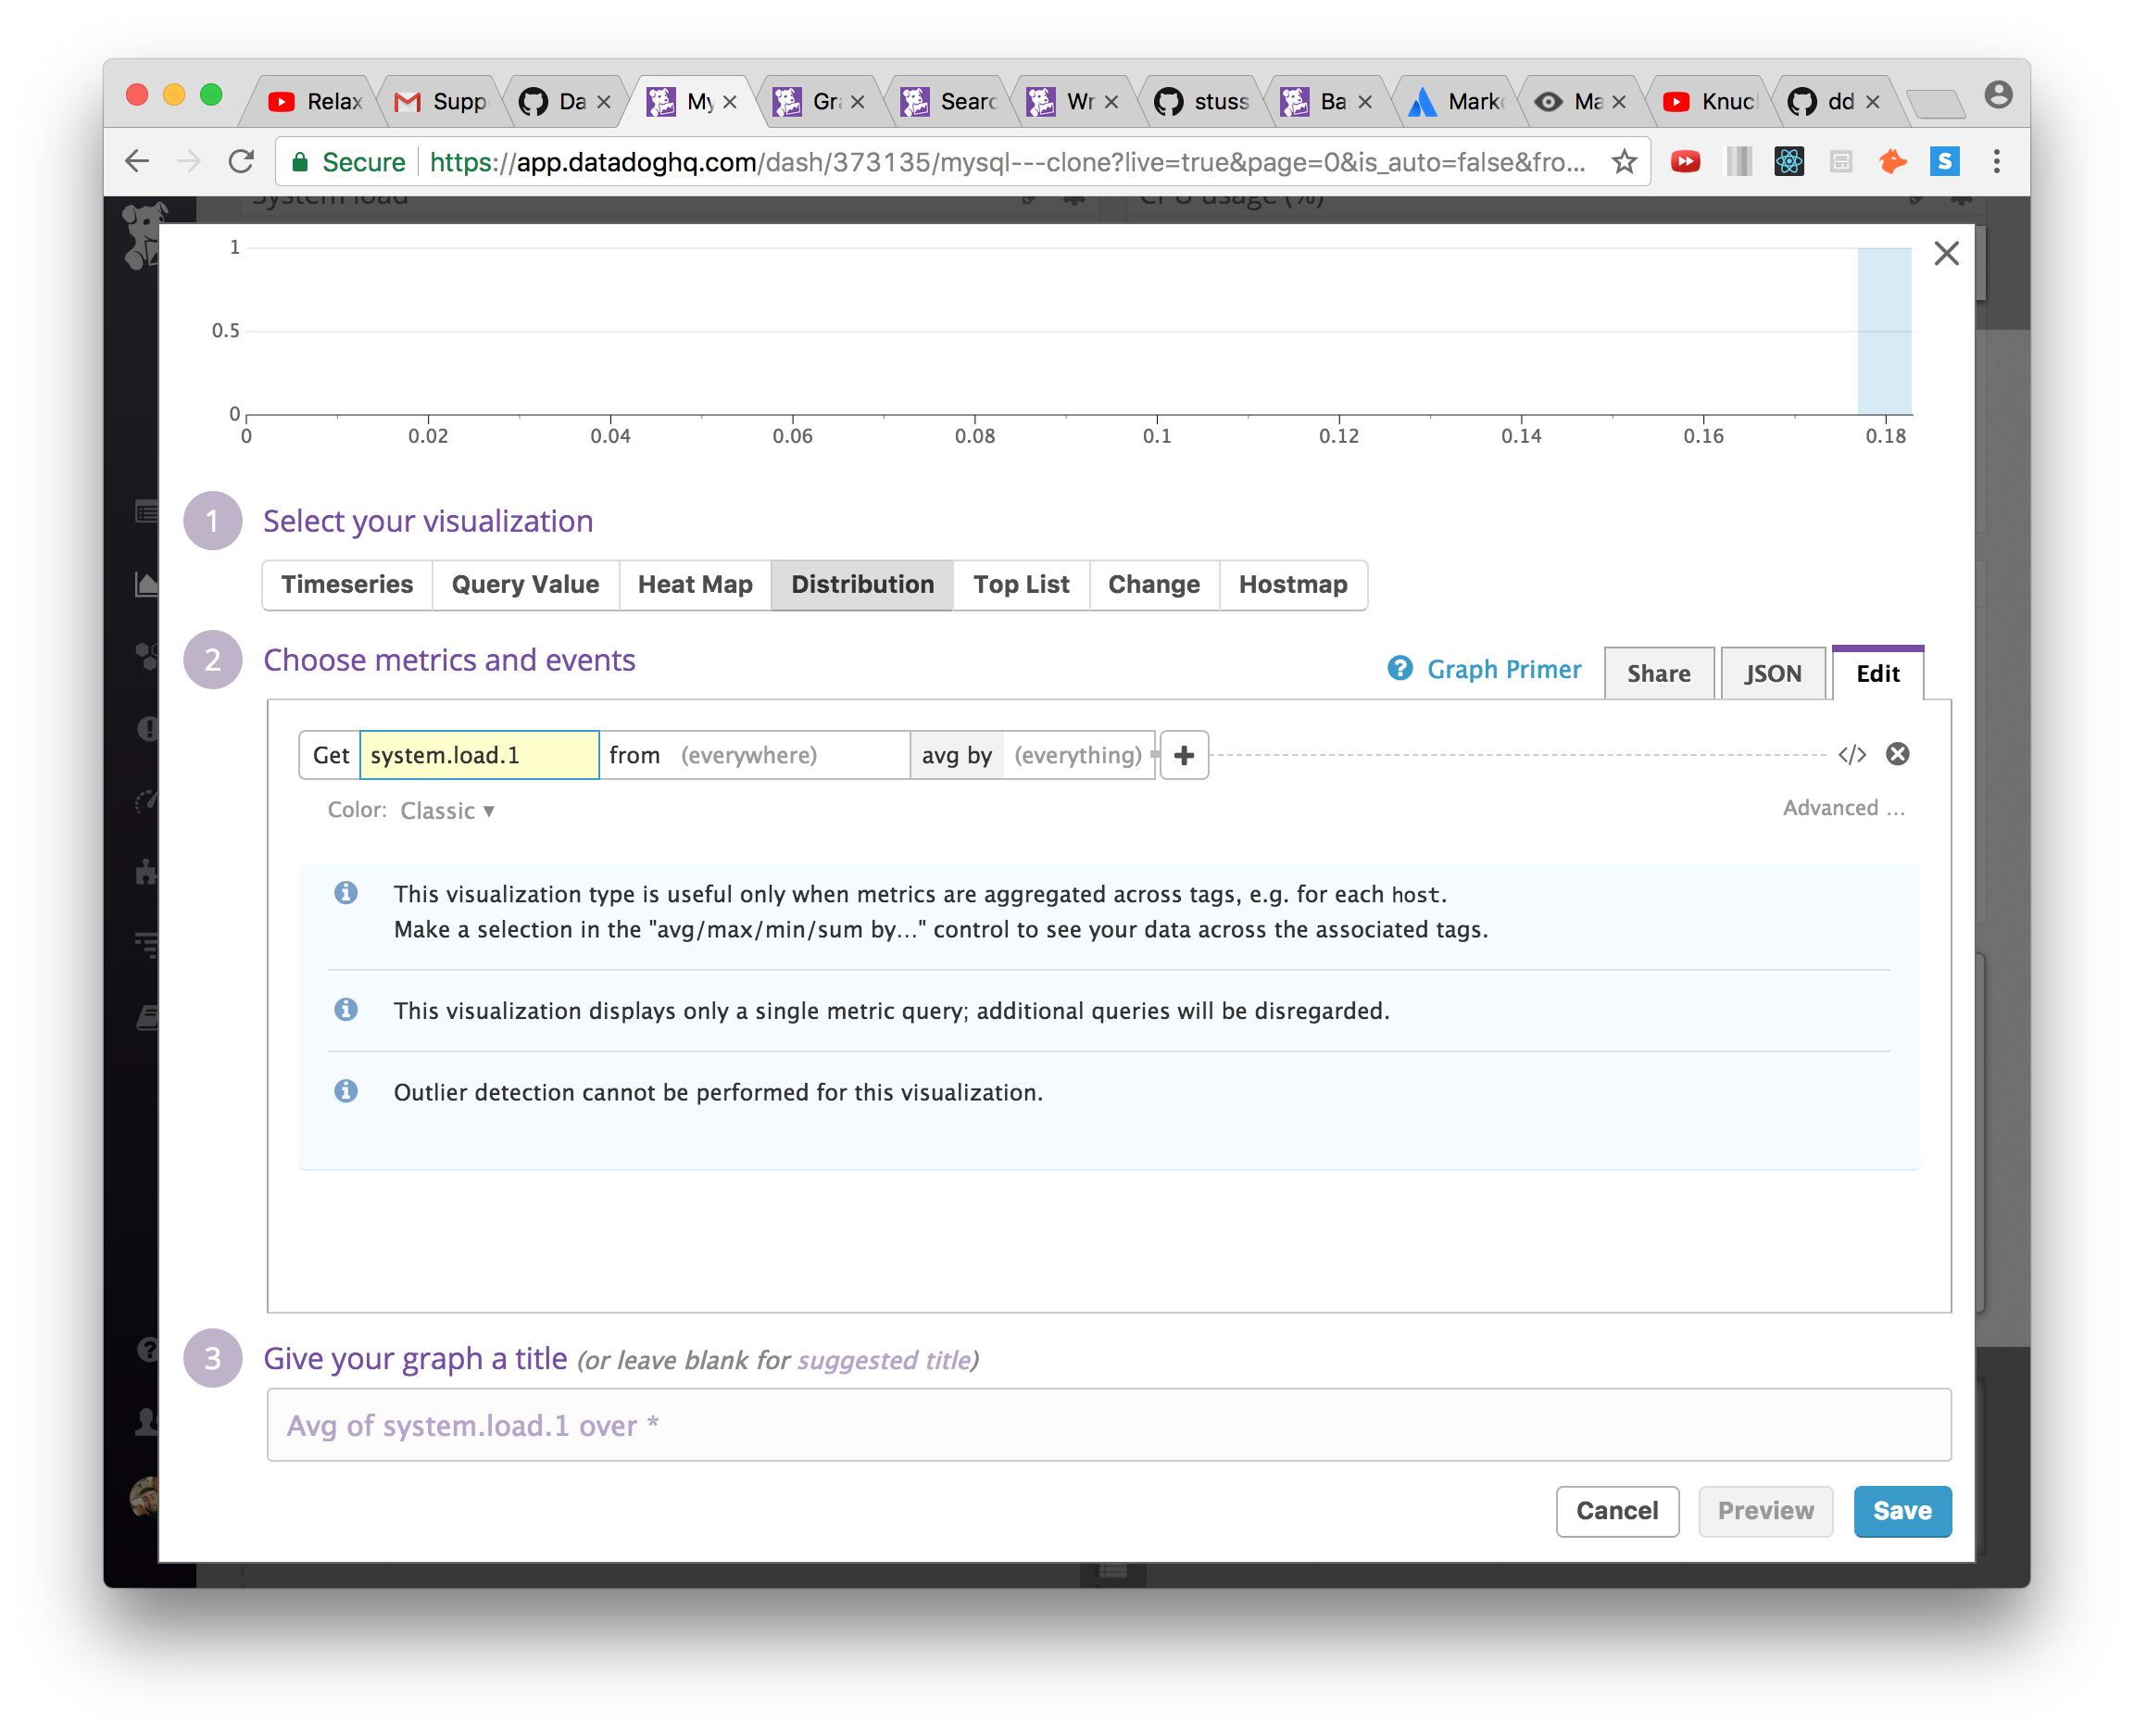 Relax
Supp
Da
My
Gr
Searc
Wr
stuss
Ba
Mark
Ma
Knucl
dd
Secure
https://app.datadoghq.com/dash/373135/mysql---clone?live=true&page=0&is_auto=false&fro...
S
System load
CPU usage (%)
1
0.5
0
0 0.02 0.04 0.06 0.08 0.1 0.12 0.14 0.16 0.18
1 Select your visualization
Timeseries Query Value Heat Map Distribution Top List Change Hostmap
2 Choose metrics and events
Graph Primer Share JSON Edit
Get system.load.1 from (everywhere) avg by (everything)
Color: Classic ▾
Advanced ...
This visualization type is useful only when metrics are aggregated across tags, e.g. for each host.
Make a selection in the "avg/max/min/sum by..." control to see your data across the associated tags.
This visualization displays only a single metric query; additional queries will be disregarded.
Outlier detection cannot be performed for this visualization.
3 Give your graph a title (or leave blank for suggested title)
Avg of system.load.1 over *
Cancel Preview Save